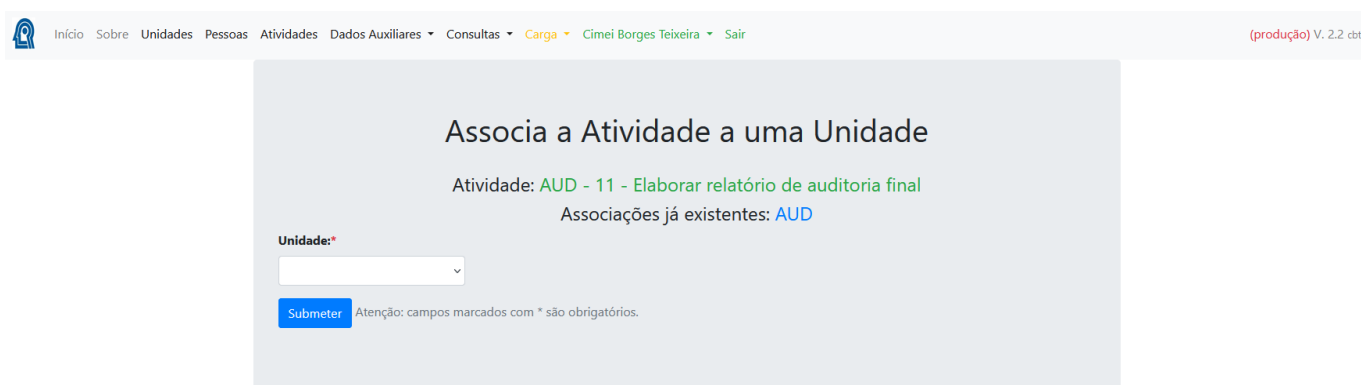 Início Sobre Unidades Pessoas Atividades Dados Auxiliares Consultas Carga Cimei Borges Teixeira Sair (produção) V. 2.2 cbt
Associa a Atividade a uma Unidade
Atividade: AUD - 11 - Elaborar relatório de auditoria final
Associações já existentes: AUD
Unidade:*
Submeter Atenção: campos marcados com * são obrigatórios.